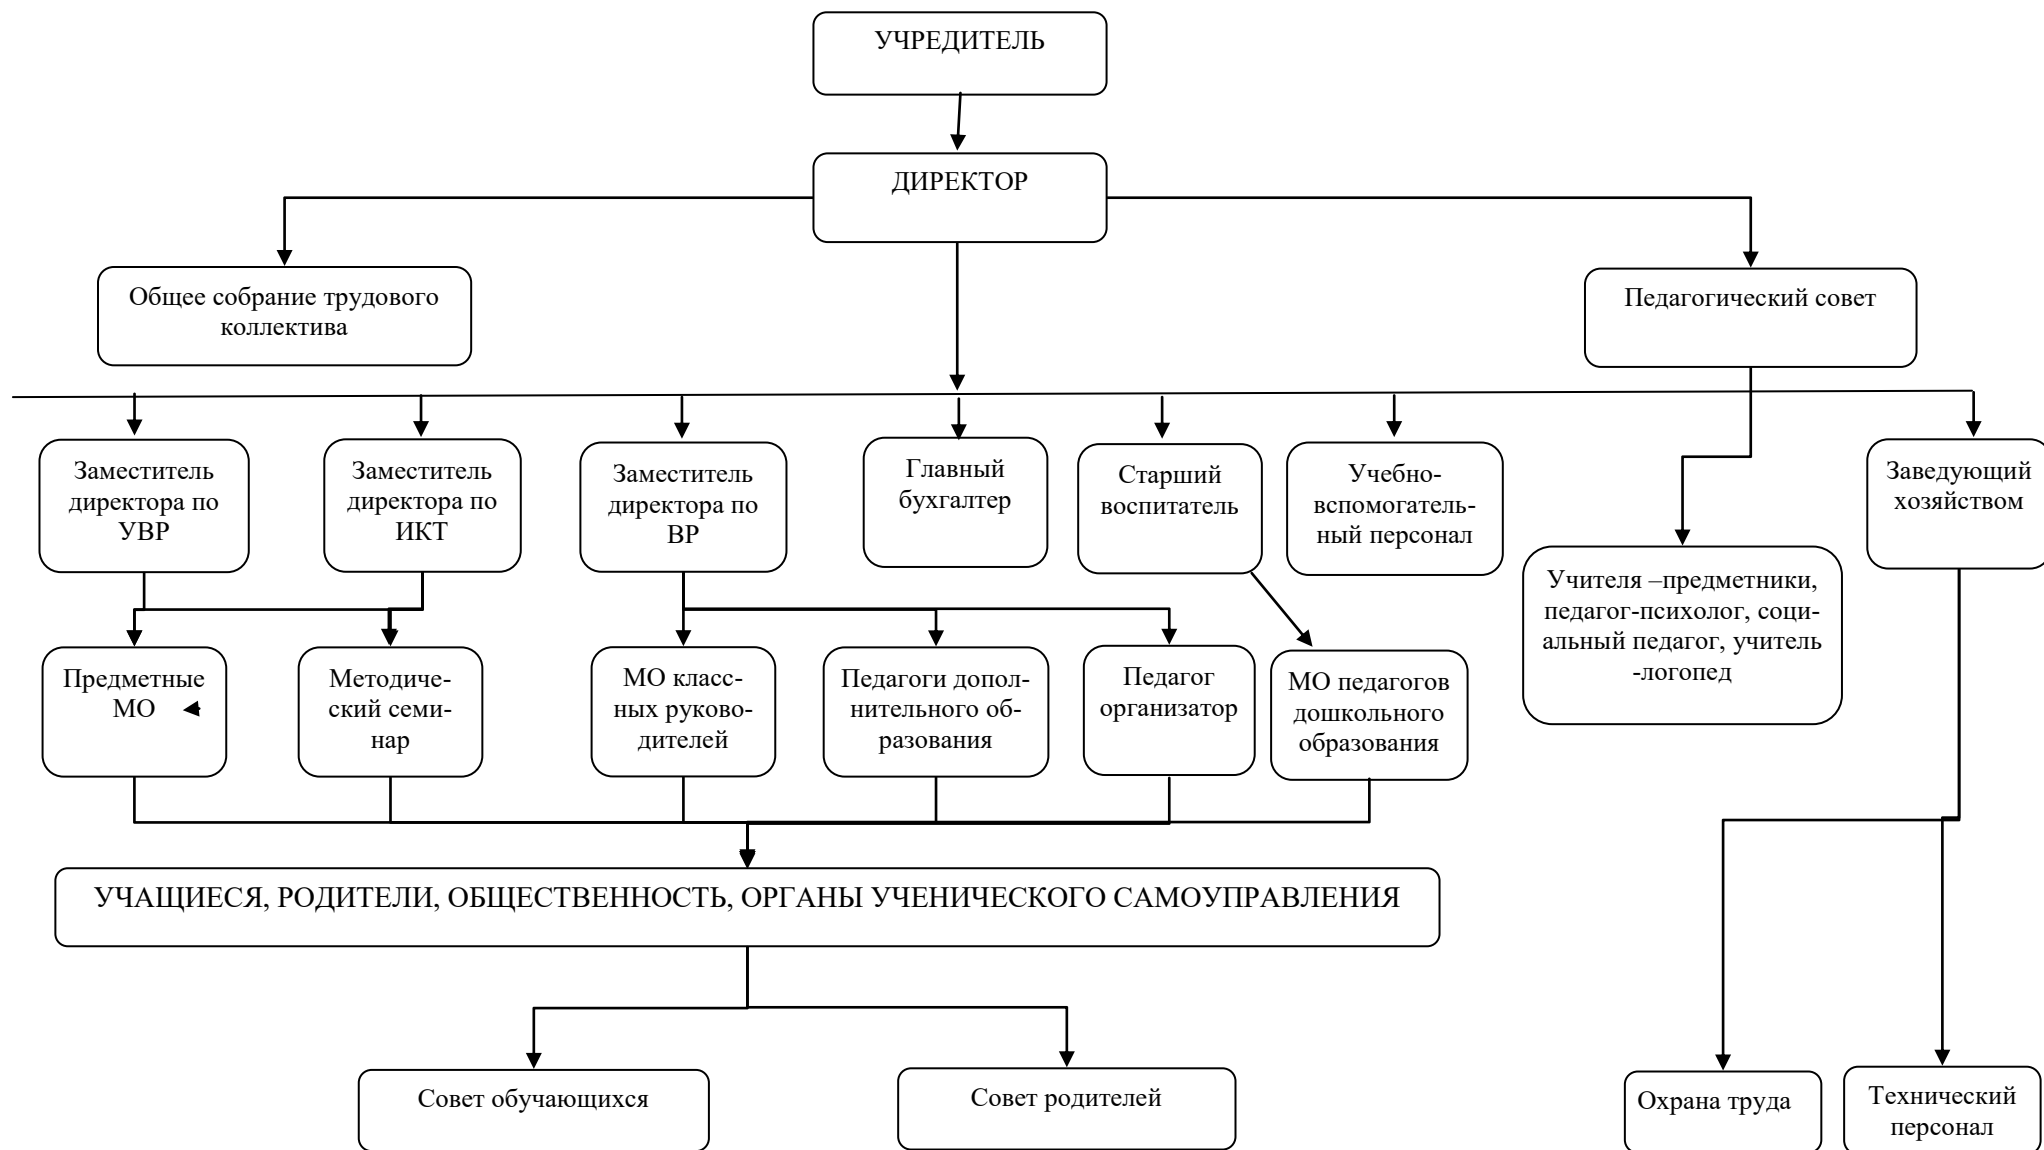 УЧРЕДИТЕЛЬ
ДИРЕКТОР
Общее собрание трудового
коллектива
Педагогический совет
Заместитель
директора по
УВР
Заместитель
директора по
ИКТ
Заместитель
директора по
ВР
Главный
бухгалтер
Старший
воспитатель
Учебно-
вспомогатель-
ный персонал
Заведующий
хозяйством
Учителя –предметники,
педагог-психолог, соци-
альный педагог, учитель
-логопед
Предметные
МО
Методиче-
ский семи-
нар
МО класс-
ных руково-
дителей
Педагоги допол-
нительного об-
разования
Педагог
организатор
МО педагогов
дошкольного
образования
УЧАЩИЕСЯ, РОДИТЕЛИ, ОБЩЕСТВЕННОСТЬ, ОРГАНЫ УЧЕНИЧЕСКОГО САМОУПРАВЛЕНИЯ
Совет обучающихся
Совет родителей
Охрана труда
Технический
персонал